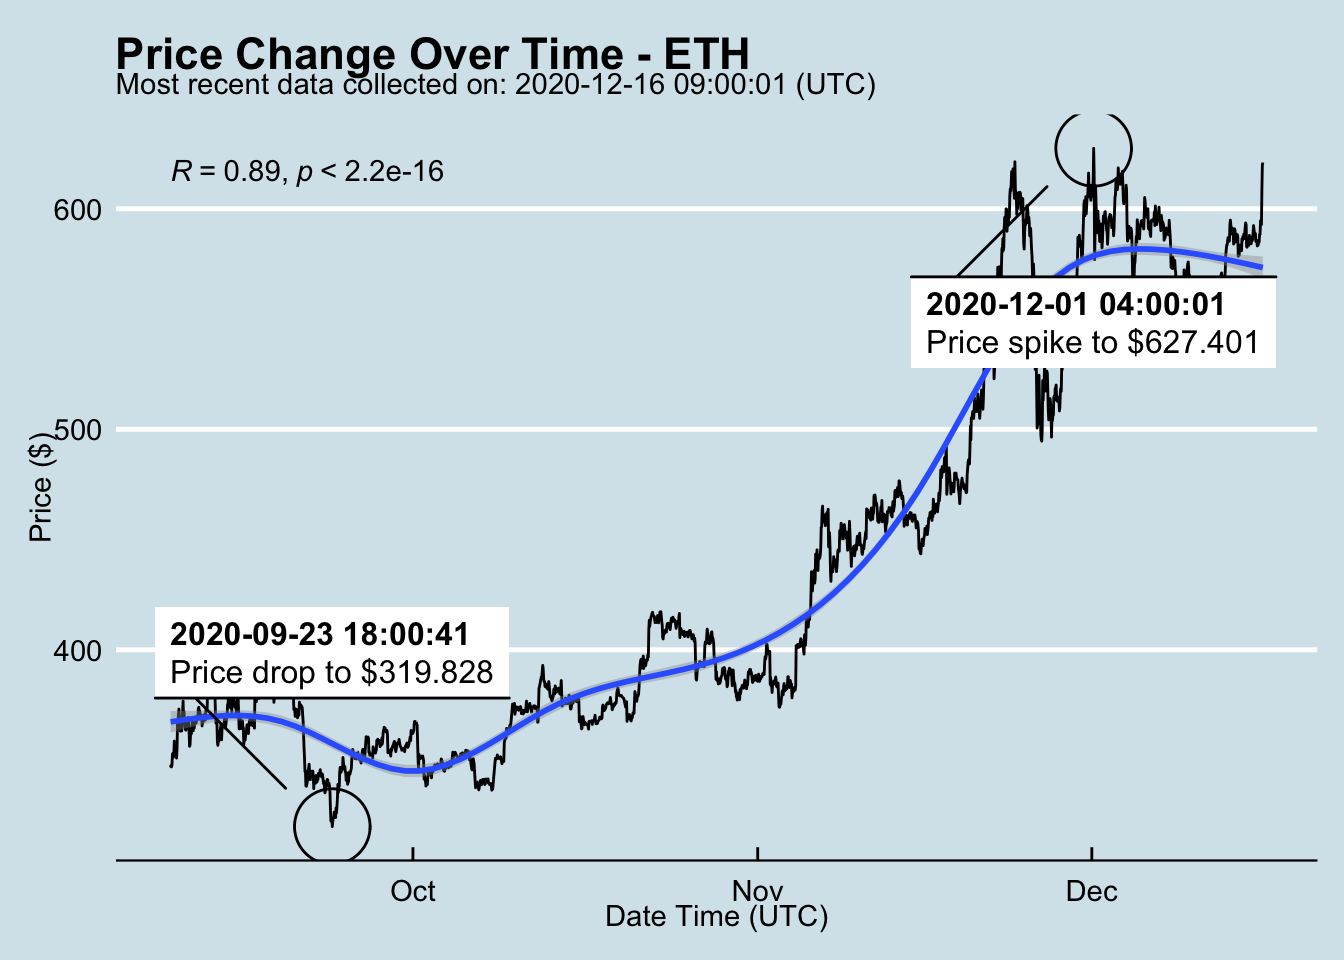 Price Change Over Time - ETH
Most recent data collected on: 2020-12-16 09:00:01 (UTC)
R = 0.89, p < 2.2e-16
600
500
400
Price ($)
2020-12-01 04:00:01
Price spike to $627.401
2020-09-23 18:00:41
Price drop to $319.828
Oct
Nov
Dec
Date Time (UTC)